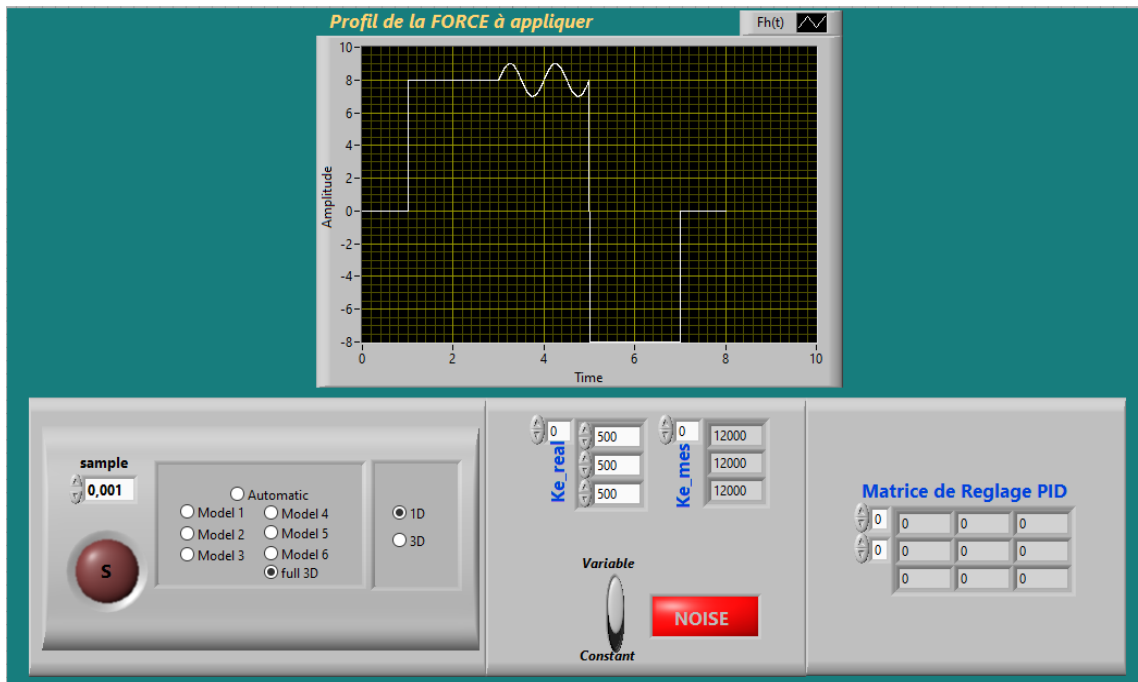 Profil de la FORCE à appliquer
Fh(t)
10
8
6
4
2
0
-2
-4
-6
-8
Amplitude
0 2 4 6 8 10
Time
sample
0,001
S
Automatic
Model 1 Model 4
Model 2 Model 5
Model 3 Model 6
full 3D
1D
3D
Ke_real
0 500
500
500
Ke_mes
0 12000
12000
12000
Variable
Constant
NOISE
Matrice de Reglage PID
0 0 0 0
0 0 0 0
0 0 0